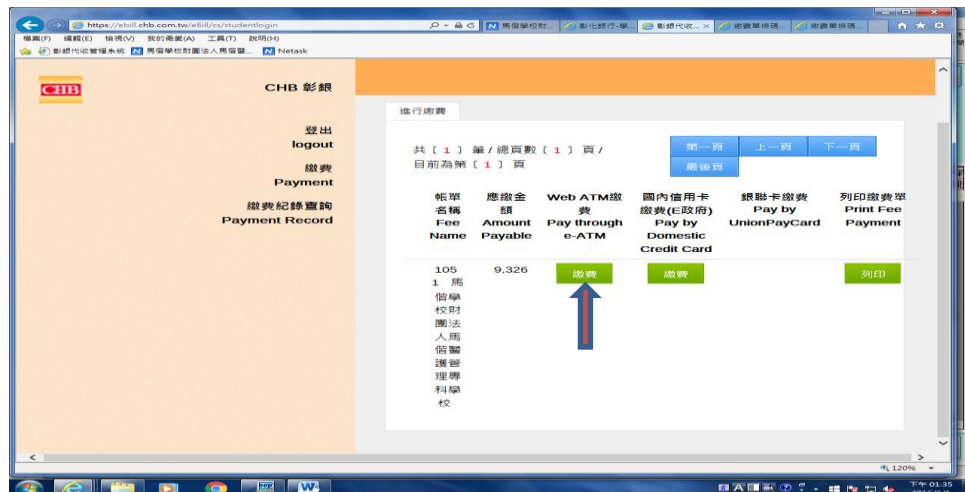 https://ebill.chb.com.tw/eBill/cs/studentlogin
馬偕學校財...
彰化銀行-學...
彰銀代收...
繳費單條碼...
繳費單條碼...
檔案(F) 編輯(E) 檢視(V) 我的最愛(A) 工具(T) 說明(H)
彰銀代收管理系統 馬偕學校財團法人馬偕醫... Netask
CHB
CHB 彰銀
登出
logout
繳費
Payment
繳費紀錄查詢
Payment Record
進行繳費
共 ( 1 ) 筆 / 總頁數 ( 1 ) 頁 /
目前為第 ( 1 ) 頁
第一頁 上一頁 下一頁
最後頁
帳單
名稱
Fee
Name
應繳金
額
Amount
Payable
Web ATM繳
費
Pay through
e-ATM
國內信用卡
繳費(E政府)
Pay by
Domestic
Credit Card
銀聯卡繳費
Pay by
UnionPayCard
列印繳費單
Print Fee
Payment
105
1 馬
偕學
校財
團法
人馬
偕醫
護管
理專
科學
校
9,326
繳費
繳費
列印
120%
下午 01:35